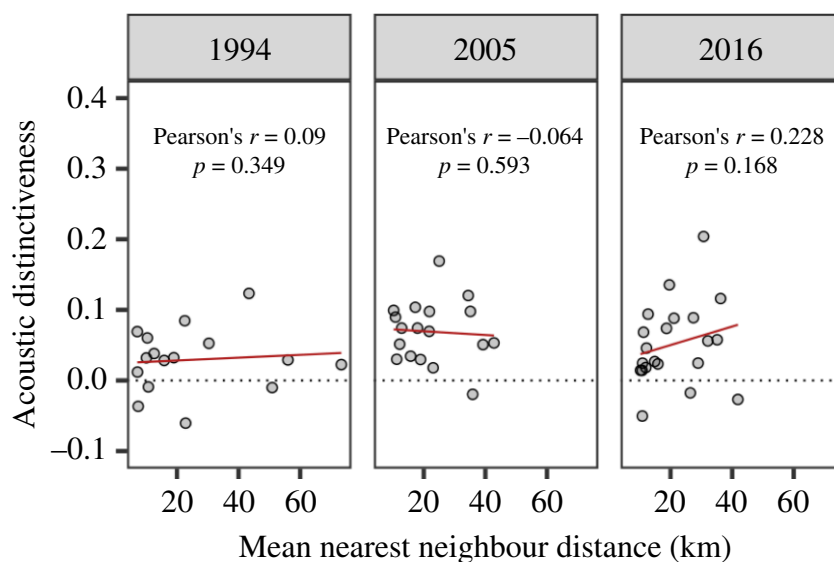 1994
2005
2016
Acoustic distinctiveness
0.4
0.3
0.2
0.1
0.0
–0.1
Pearson's r = 0.09
p = 0.349
Pearson's r = –0.064
p = 0.593
Pearson's r = 0.228
p = 0.168
20 40 60
20 40 60
20 40 60
Mean nearest neighbour distance (km)